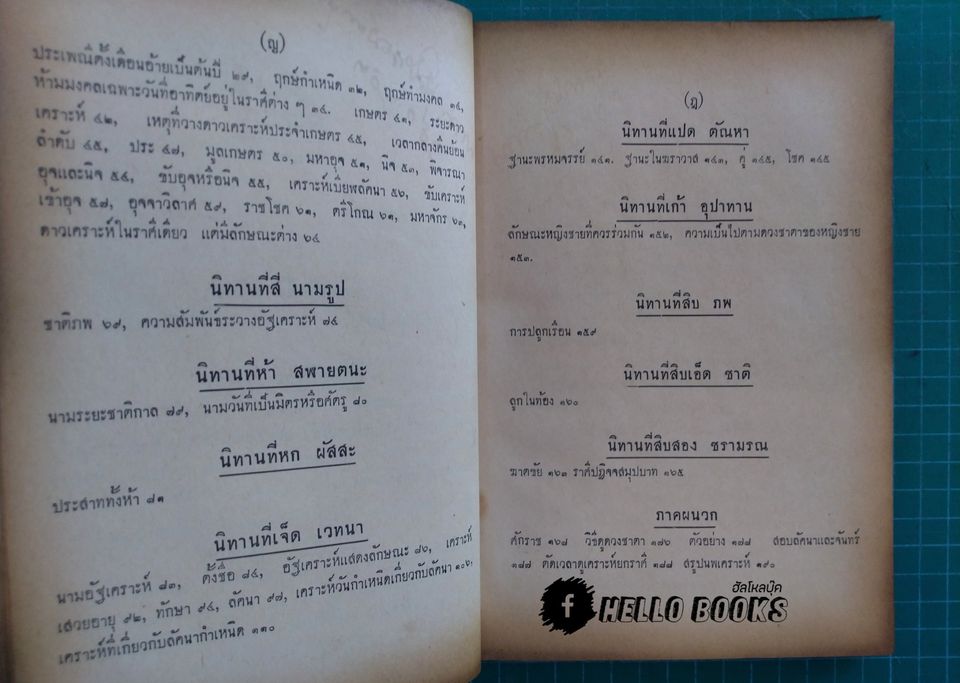 (ญ)
ประเพณีตั้งเดือนอ้ายเป็นต้นปี ๒๙, ฤกษ์กำเหนิด ๓๒, ฤกษ์ทำมงคล ๓๔,
ห้ามมงคลเฉพาะวันที่อาทิตย์อยู่ในราศีต่าง ๆ ๓๔. เกษตร ๔๑, ระยะดาว
เคราะห์ ๔๒, เหตุที่วางดาวเคราะห์ประจำเกษตร ๔๕, เวลากลางคืนย้อน
ลำดับ ๔๕, ประ ๔๗, มูลเกษตร ๕๐, มหาอุจ ๕๑, นิจ ๕๓, พิจารณา
อุจและนิจ ๕๔, ขับอุจหรือนิจ ๕๕, เคราะห์เบี่ยพลัคนา ๕๖, ขับเคราะห์
เข้าอุจ ๕๗, อุจจาวิลาศ ๕๙, ราชโชค ๖๑, ตรีโกณ ๖๑, มหาจักร ๖๓,
ดาวเคราะห์ในราศีเดียว แต่มีลักษณะต่าง ๖๔
นิทานที่สี่ นามรูป
ชาติภพ ๖๙, ความสัมพันธ์ระวางอัฐเคราะห์ ๗๔
นิทานที่ห้า สฬายตนะ
นามระยะชาติกาล ๗๙, นามวันที่เป็นมิตรหรือศัตรู ๘๐
นิทานที่หก ผัสสะ
ประสาททั้งห้า ๘๑
นิทานที่เจ็ด เวทนา
นามอัฐเคราะห์ ๘๓, ตั้งชื่อ ๘๔, อัฐเคราะห์แสดงลักษณะ ๘๖, เคราะห์
เสวยอายุ ๙๒, ทักษา ๙๔, ลัคนา ๙๗, เคราะห์วันกำเหนิดเกี่ยวกับลัคนา ๑๐๖,
เคราะห์ที่เกี่ยวกับลัคนากำเหนิด ๑๑๐
(ฎ)
นิทานที่แปด ตัณหา
ฐานะพรหมจรรย์ ๑๔๑. ฐานะในฆราวาส ๑๔๓, คู่ ๑๔๕, โชค ๑๔๕
นิทานที่เก้า อุปาทาน
ลักษณะหญิงชายที่ควรร่วมกัน ๑๕๒, ความเป็นไปตามดวงชาตาของหญิงชาย
๑๕๓.
นิทานที่สิบ ภพ
การปลูกเรือน ๑๕๙
นิทานที่สิบเอ็ด ชาติ
ลูกในท้อง ๑๖๐
นิทานที่สิบสอง ชรามรณ
ฆาตชัย ๑๖๓ ราศีปฏิจจสมุปบาท ๑๖๕
ภาคผนวก
ศักราช ๑๖๘ วิธีดูดวงชาตา ๑๗๖ ตัวอย่าง ๑๗๘ สอบลัคนาและจันทร์
๑๘๗ ตัดเวลาดูเคราะห์ยกราศี ๑๘๘ สรูปนพเคราะห์ ๑๙๐
ฮัลโหลบุ๊ค
f HELLO BOOKS